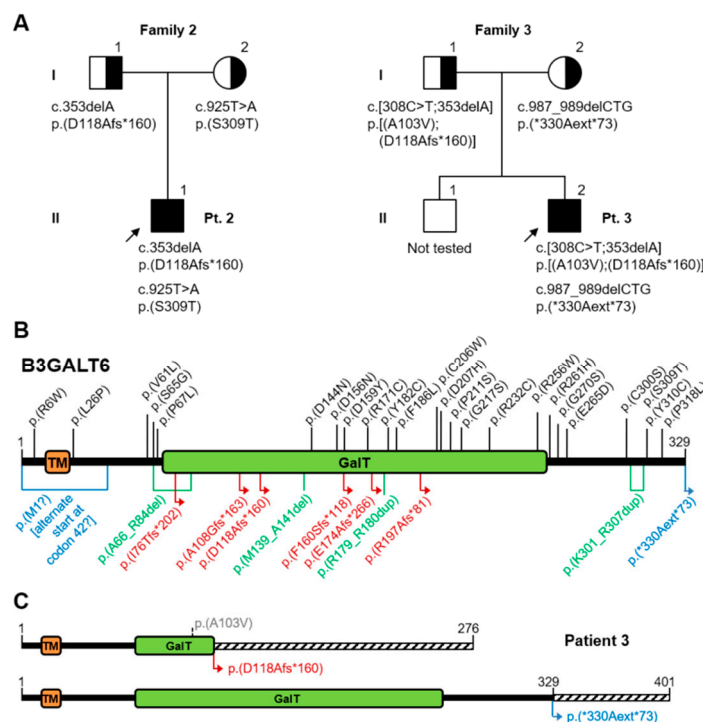 A
Family 2
Family 3
1
2
1
2
I
I
c.353delA
p.(D118Afs*160)
c.925T>A
p.(S309T)
c.[308C>T;353delA]
p.[(A103V);
(D118Afs*160)]
c.987_989delCTG
p.(*330Aext*73)
1
1
2
II
Pt. 2
II
Pt. 3
Not tested
c.353delA
p.(D118Afs*160)
c.925T>A
p.(S309T)
c.[308C>T;353delA]
p.[(A103V);(D118Afs*160)]
c.987_989delCTG
p.(*330Aext*73)
B
B3GALT6
p.(R6W)
p.(L26P)
p.(V61L)
p.(S65G)
p.(P67L)
p.(D144N)
p.(D156N)
p.(D159Y)
p.(R171C)
p.(Y182C)
p.(F186L)
p.(C206W)
p.(D207H)
p.(P211S)
p.(G217S)
p.(R232C)
p.(R256W)
p.(R261H)
p.(G270S)
p.(E265D)
p.(C300S)
p.(S309T)
p.(Y310C)
p.(P318L)
1
329
TM
GalT
p.(M1?)
[alternate
start at
codon 42?]
p.(A66_R84del)
p.(I76Tfs*202)
p.(A108Gfs*163)
p.(D118Afs*160)
p.(M139_A141del)
p.(F160Sfs*118)
p.(E174Afs*266)
p.(R179_R180dup)
p.(R197Afs*81)
p.(K301_R307dup)
p.(*330Aext*73)
C
1
p.(A103V)
276
Patient 3
TM
GalT
p.(D118Afs*160)
1
329
401
TM
GalT
p.(*330Aext*73)